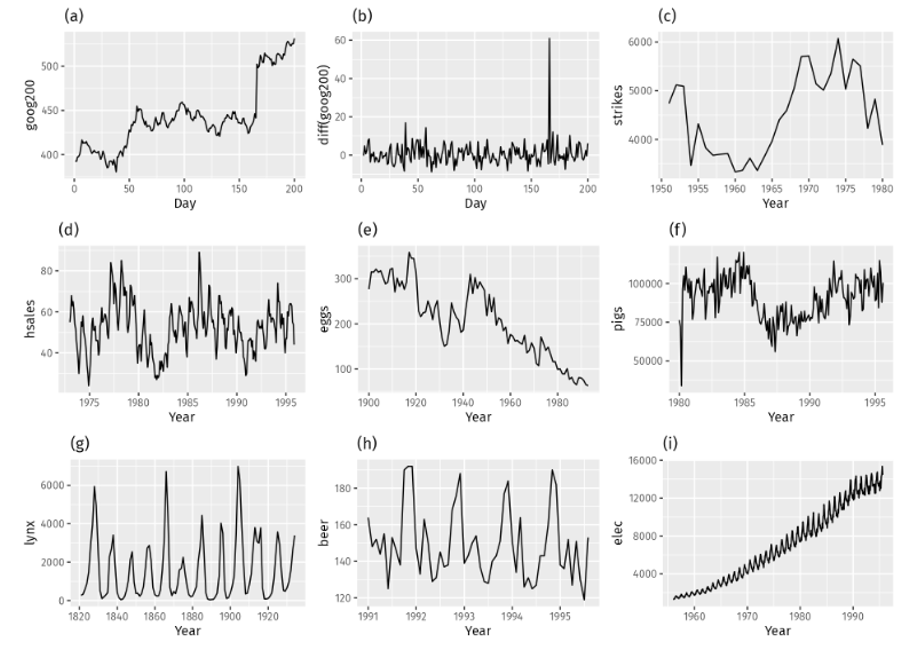 (a) (b) (c)
goog200 500 450 400 0 50 100 150 200 Day
diff(goog200) 60 40 20 0 0 50 100 150 200 Day
strikes 6000 5000 4000 1950 1955 1960 1965 1970 1975 1980 Year
(d) (e) (f)
hsales 80 60 40 1975 1980 1985 1990 1995 Year
eggs 300 200 100 1900 1920 1940 1960 1980 Year
pigs 100000 75000 50000 1980 1985 1990 1995 Year
(g) (h) (i)
lynx 6000 4000 2000 0 1820 1840 1860 1880 1900 1920 Year
beer 180 160 140 120 1991 1992 1993 1994 1995 Year
elec 16000 12000 8000 4000 1960 1970 1980 1990 Year